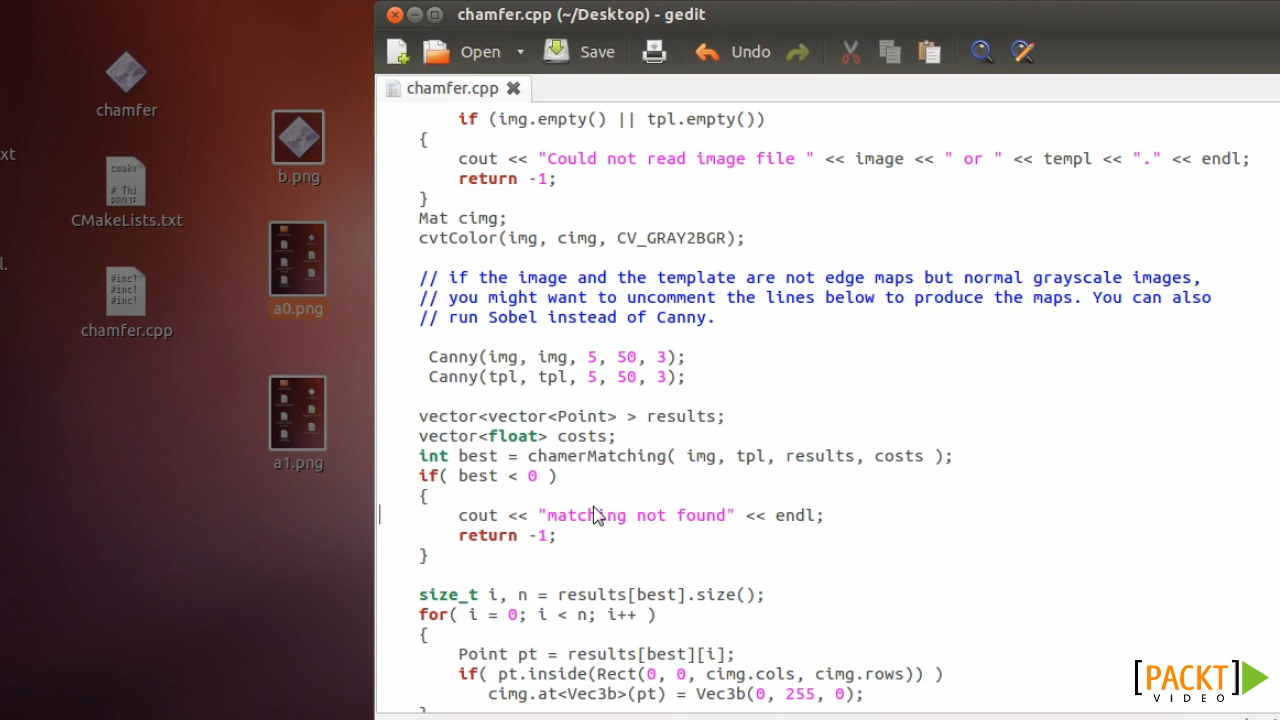 chamfer.cpp (~/Desktop) - gedit
Open
Save
Undo
chamfer.cpp
if (img.empty() || tpl.empty())
{
cout << "Could not read image file " << image << " or " << templ << "." << endl;
return -1;
}
Mat cimg;
cvtColor(img, cimg, CV_GRAY2BGR);
// if the image and the template are not edge maps but normal grayscale images,
// you might want to uncomment the lines below to produce the maps. You can also
// run Sobel instead of Canny.
Canny(img, img, 5, 50, 3);
Canny(tpl, tpl, 5, 50, 3);
vector<vector<Point> > results;
vector<float> costs;
int best = chamerMatching( img, tpl, results, costs );
if( best < 0 )
{
cout << "matching not found" << endl;
return -1;
}
size_t i, n = results[best].size();
for( i = 0; i < n; i++ )
{
Point pt = results[best][i];
if( pt.inside(Rect(0, 0, cimg.cols, cimg.rows)) )
cimg.at<Vec3b>(pt) = Vec3b(0, 255, 0);
chamfer
b.png
xt
cmake
# Thi
CMakeLists.txt
a0.png
l.
#inc!
#inc!
#inc!
chamfer.cpp
a1.png
[PACKT]
VIDEO